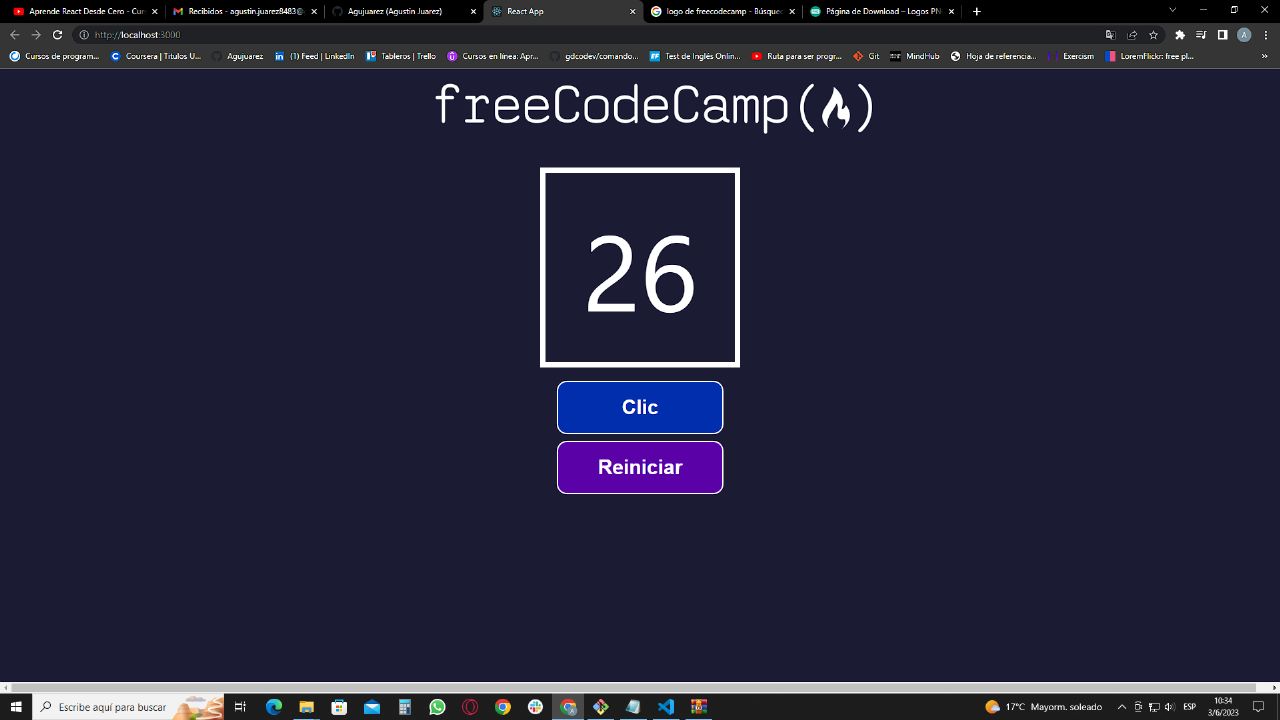 Aprende React Desde Cero - Cur
Recibidos - agustin.juarez8483@
Agujuarez (Agustin Juarez)
React App
logo de freecodecamp - Búsque
Página de Download – Logos PN
http://localhost:3000
A
Cursos de program...
Coursera | Títulos U...
Agujuarez
(1) Feed | LinkedIn
Tableros | Trello
Cursos en línea: Apr...
gdcodev/comando...
Test de Inglés Onlin...
Ruta para ser progr...
Git
MindHub
Hoja de referencia...
Exercism
LoremFlickr: free pl...
»
freeCodeCamp( )
26
Clic
Reiniciar
Escribe aquí para buscar
17°C Mayorm. soleado
ESP
10:34
3/6/2023